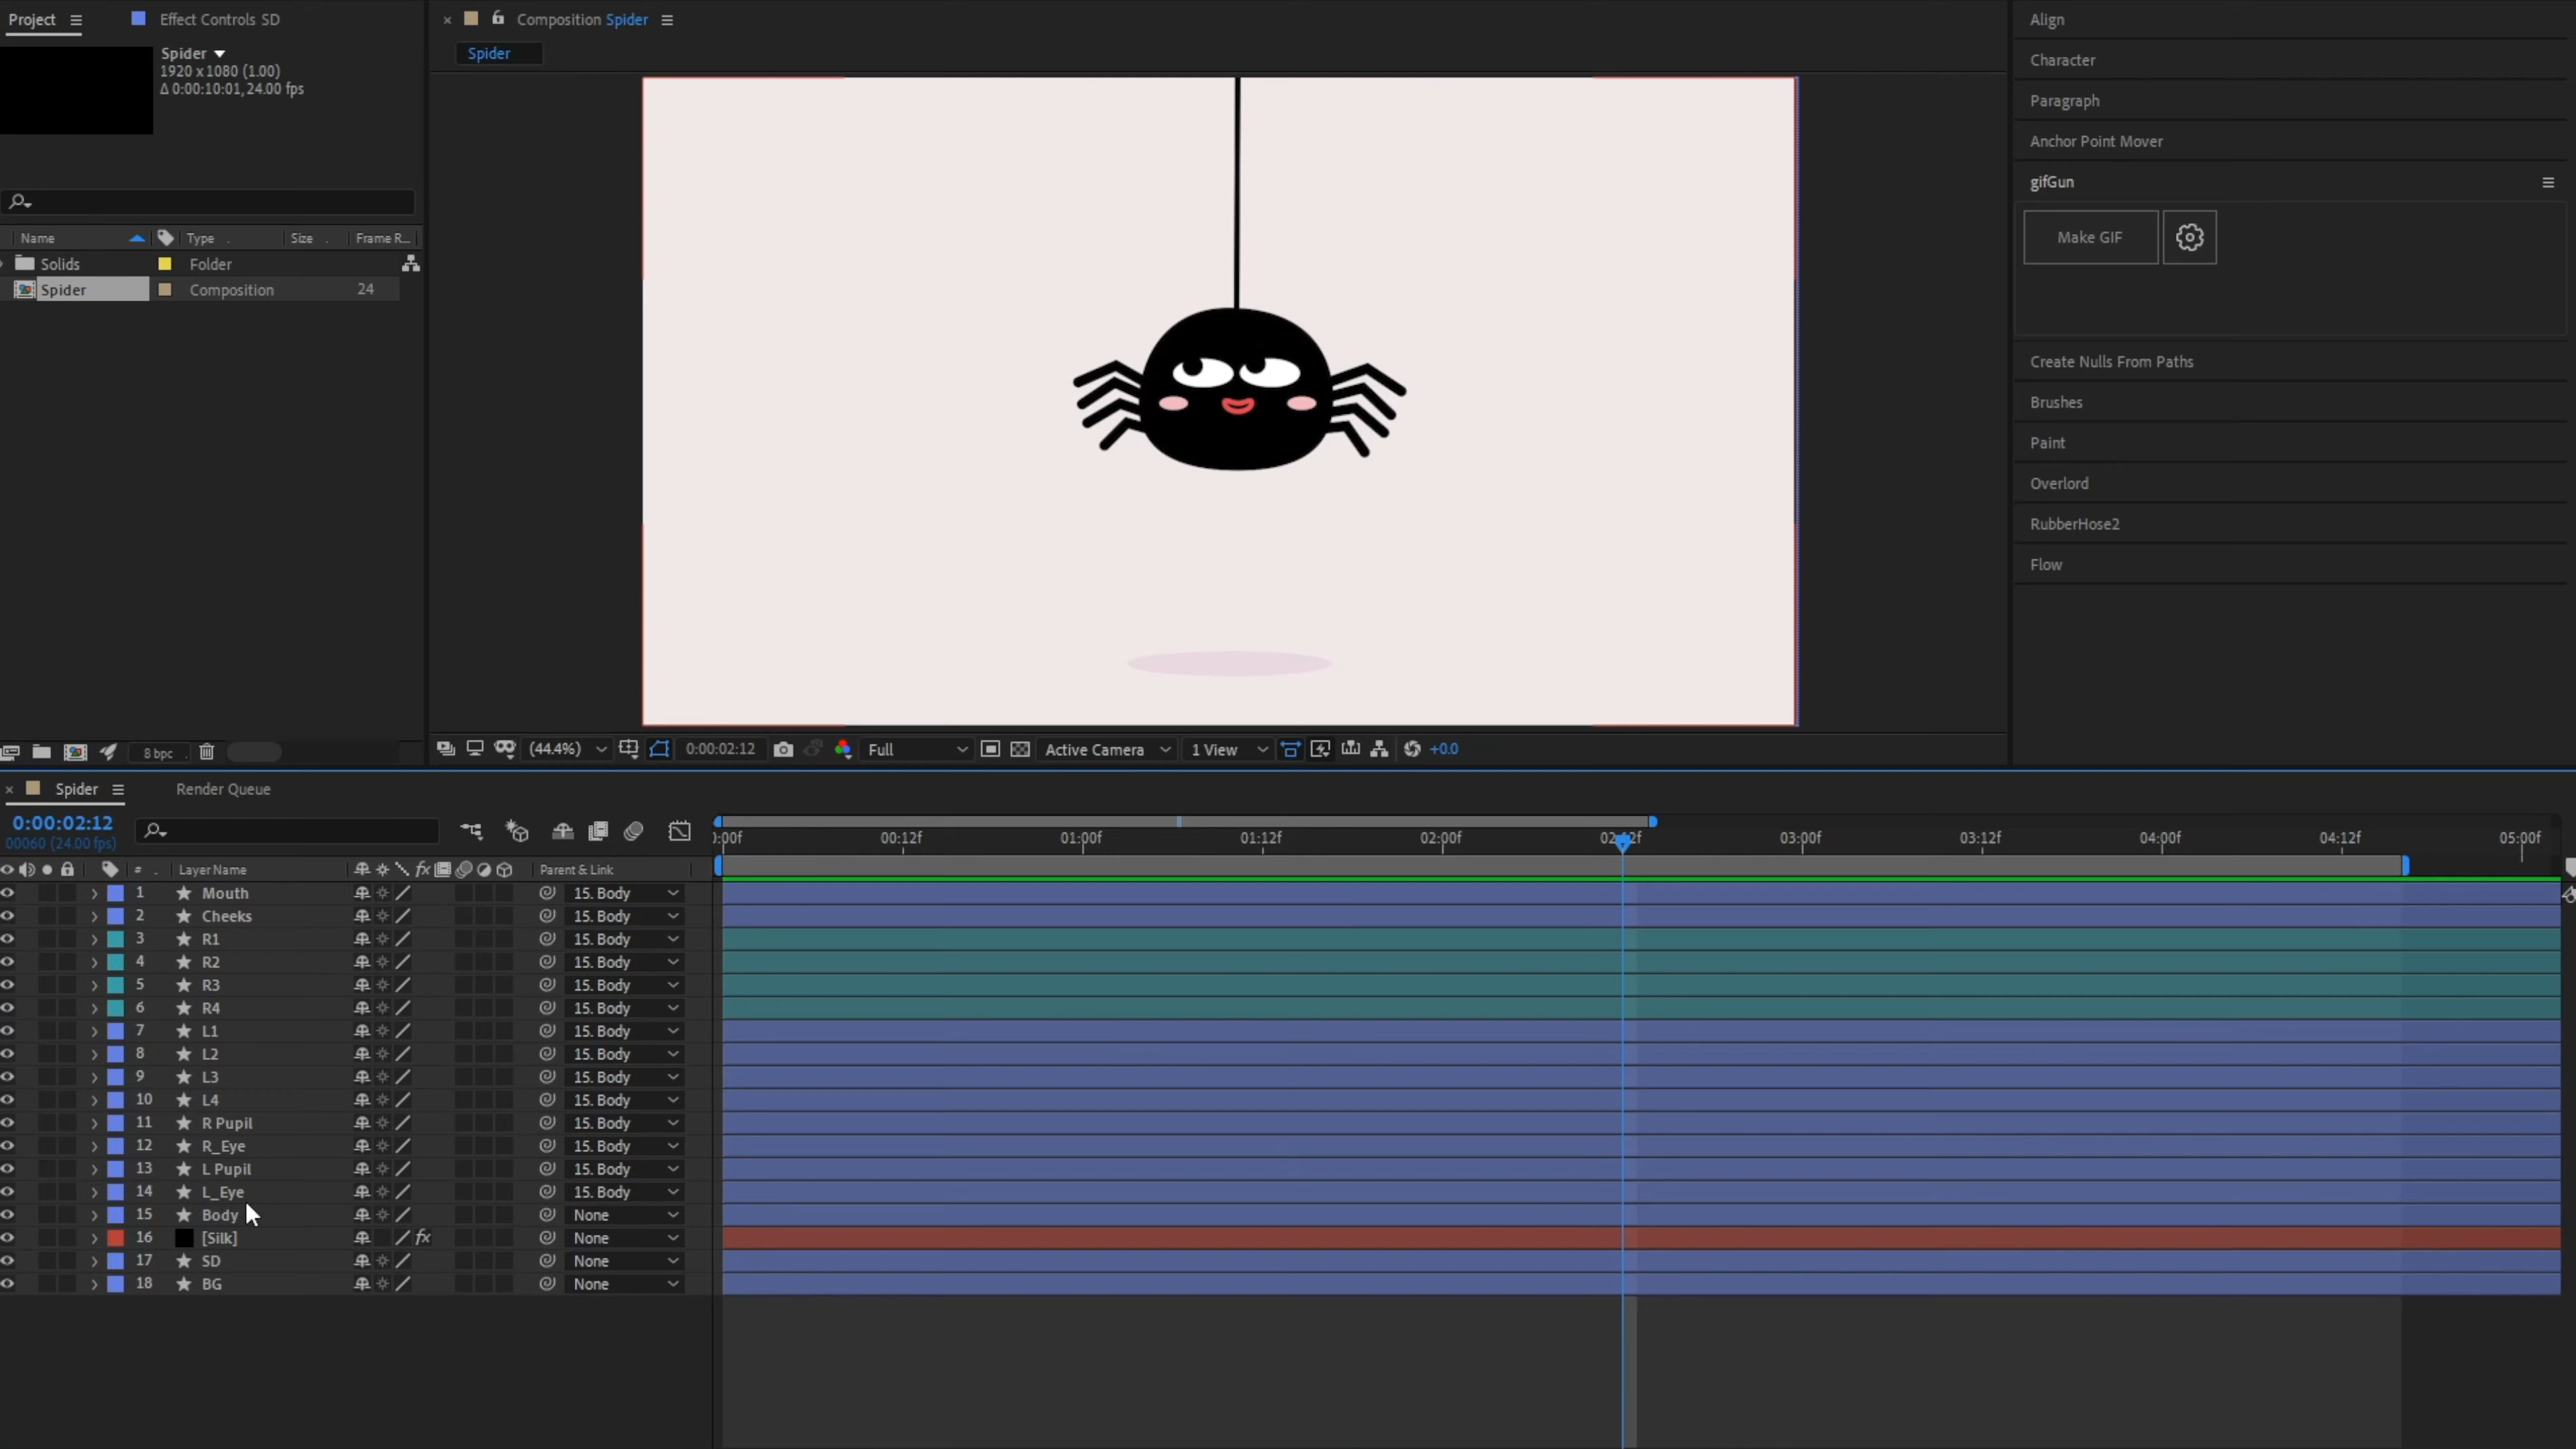 Project
Effect Controls SD
Composition Spider
Spider
Spider
1920 x 1080 (1.00)
Δ 0:00:10:01, 24.00 fps
Name
Type
Size
Frame R...
Solids
Folder
Spider
Composition
24
8 bpc
(44.4%)
0:00:02:12
Full
Active Camera
1 View
+0.0
Align
Character
Paragraph
Anchor Point Mover
gifGun
Make GIF
Create Nulls From Paths
Brushes
Paint
Overlord
RubberHose2
Flow
Spider
Render Queue
0:00:02:12
00060 (24.00 fps)
:00f 00:12f 01:00f 01:12f 02:00f 02:12f 03:00f 03:12f 04:00f 04:12f 05:00f
# Layer Name fx Parent & Link
1 Mouth 15. Body
2 Cheeks 15. Body
3 R1 15. Body
4 R2 15. Body
5 R3 15. Body
6 R4 15. Body
7 L1 15. Body
8 L2 15. Body
9 L3 15. Body
10 L4 15. Body
11 R Pupil 15. Body
12 R_Eye 15. Body
13 L Pupil 15. Body
14 L_Eye 15. Body
15 Body None
16 [Silk] fx None
17 SD None
18 BG None